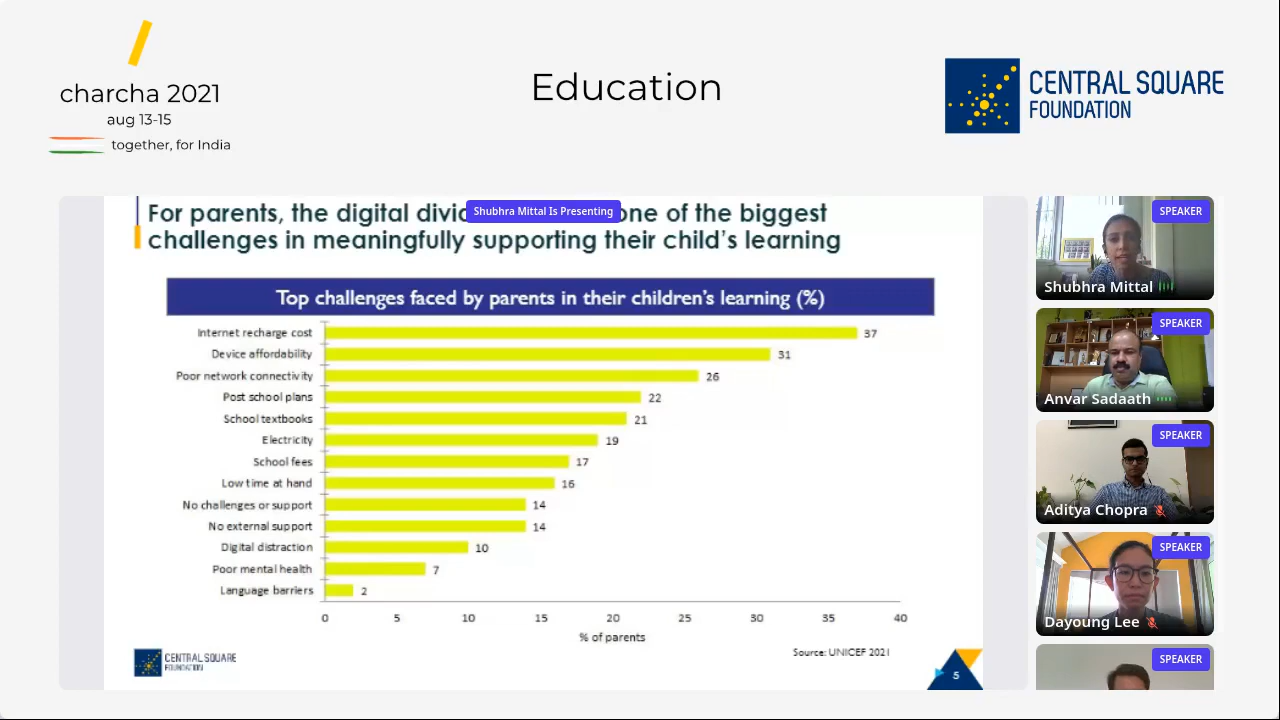 charcha 2021
aug 13-15
together, for India
Education
CENTRAL SQUARE
FOUNDATION
For parents, the digital divid
Shubhra Mittal Is Presenting
one of the biggest
challenges in meaningfully supporting their child's learning
Top challenges faced by parents in their children's learning (%)
Internet recharge cost 37
Device affordability 31
Poor network connectivity 26
Post school plans 22
School textbooks 21
Electricity 19
School fees 17
Low time at hand 16
No challenges or support 14
No external support 14
Digital distraction 10
Poor mental health 7
Language barriers 2
0 5 10 15 20 25 30 35 40
% of parents
Source: UNICEF 2021
CENTRAL SQUARE
FOUNDATION
5
SPEAKER
Shubhra Mittal
SPEAKER
Anvar Sadaath
SPEAKER
Aditya Chopra
SPEAKER
Dayoung Lee
SPEAKER